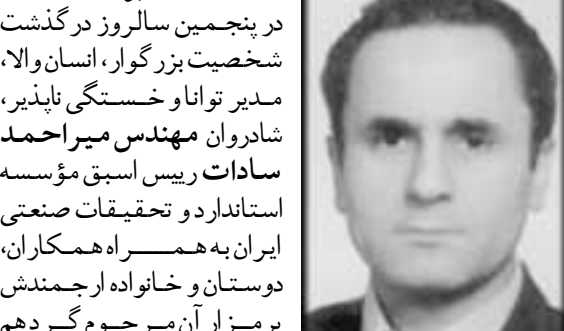 در پنجمین سالروز درگذشت
شخصیت بزرگوار، انسان والا،
مدیر توانا و خستگی ناپذیر،
شادروان مهندس میراحمد
سادات رییس اسبق مؤسسه
استاندارد و تحقیقات صنعتی
ایران به همراه همکاران،
دوستان و خانواده ارجمندش
بر مزار آن مرحوم گرد هم